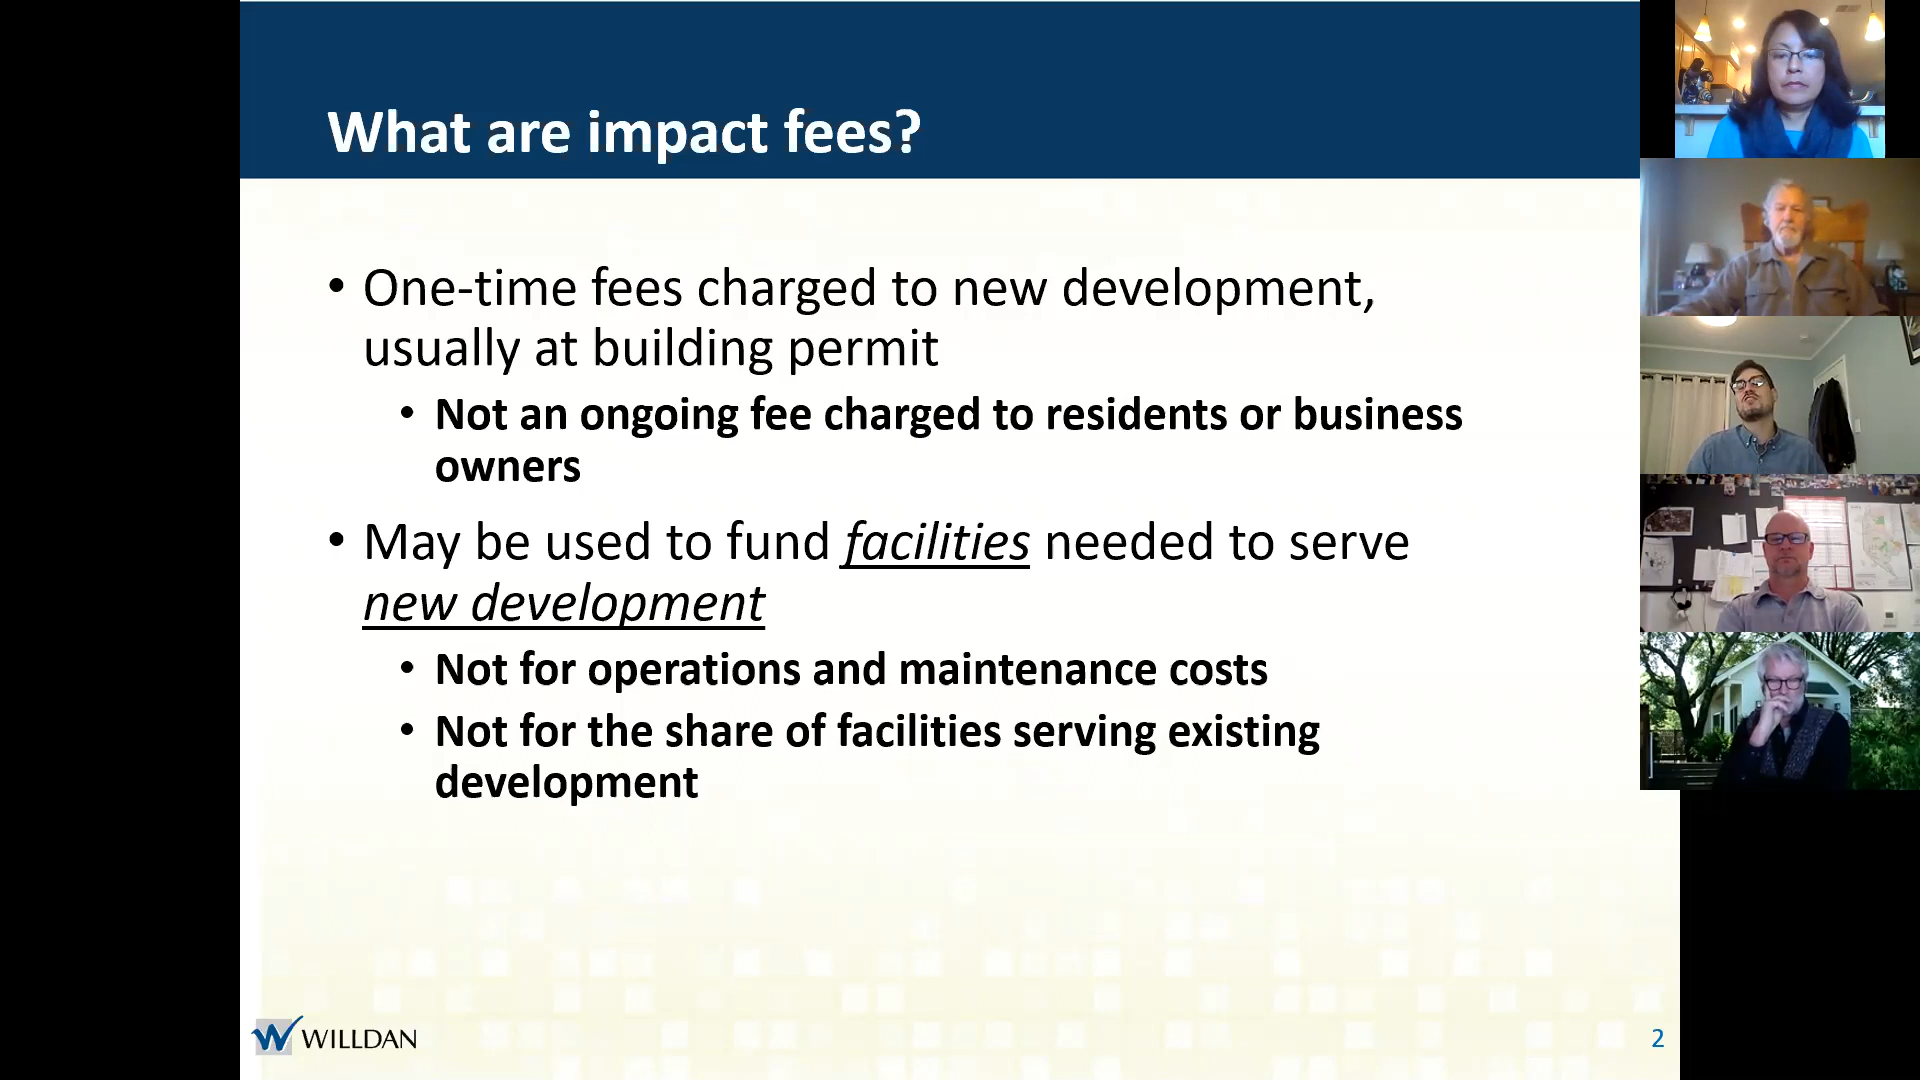 What are impact fees?
• One-time fees charged to new development,
usually at building permit
• Not an ongoing fee charged to residents or business
owners
• May be used to fund facilities needed to serve
new development
• Not for operations and maintenance costs
• Not for the share of facilities serving existing
development
WILLDAN
2